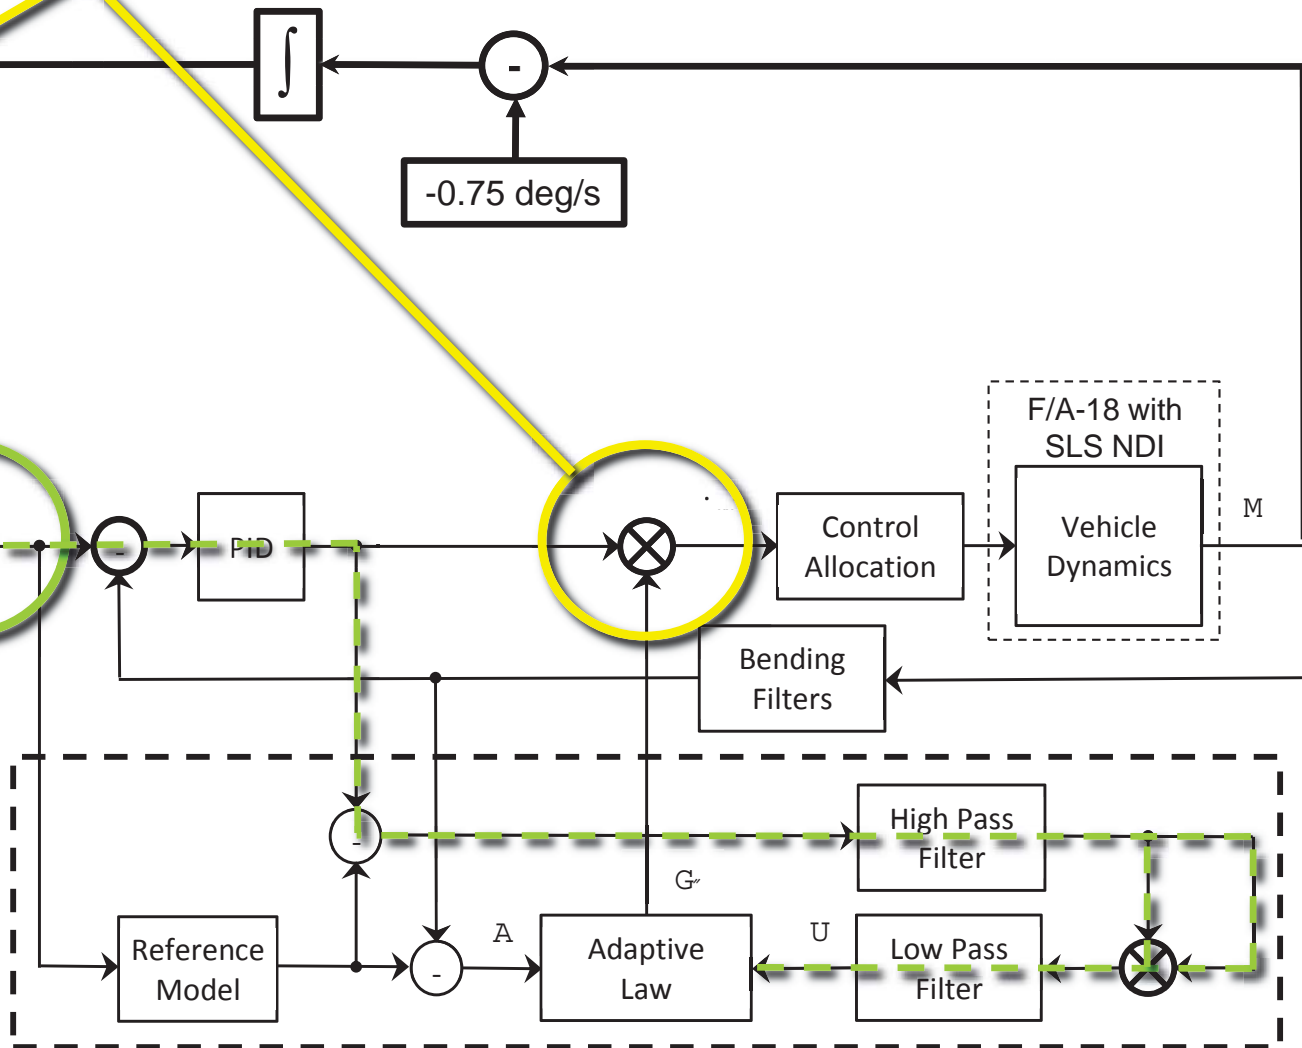 ∫
-
-0.75 deg/s
F/A-18 with
SLS NDI
-
PID
Control
Allocation
Vehicle
Dynamics
M
Bending
Filters
-
High Pass
Filter
G
Reference
Model
-
A
Adaptive
Law
U
Low Pass
Filter